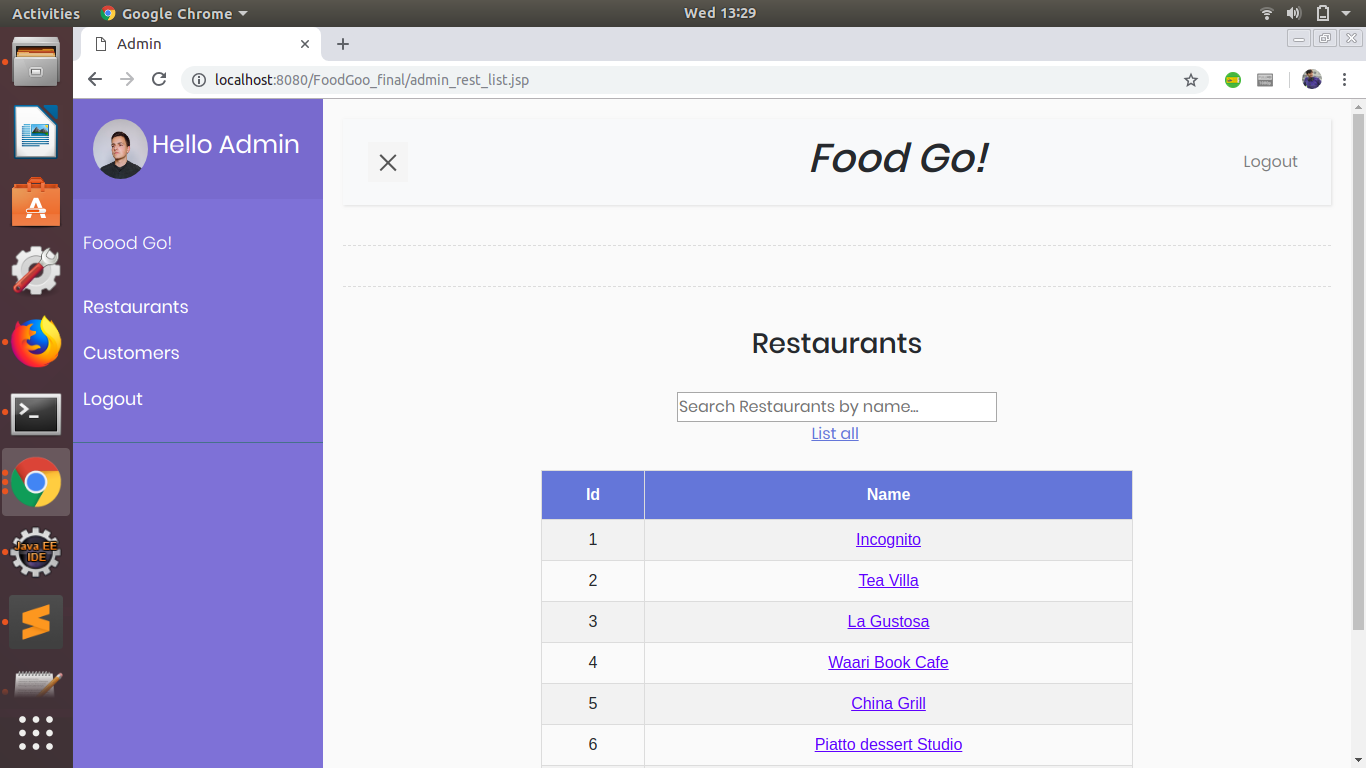 Activities Google Chrome Wed 13:29
Admin
localhost:8080/FoodGoo_final/admin_rest_list.jsp
Hello Admin
Food Go!
Logout
Foood Go!
Restaurants
Customers
Logout
Restaurants
Search Restaurants by name...
List all
Id Name
1 Incognito
2 Tea Villa
3 La Gustosa
4 Waari Book Cafe
5 China Grill
6 Piatto dessert Studio
Java EE
IDE